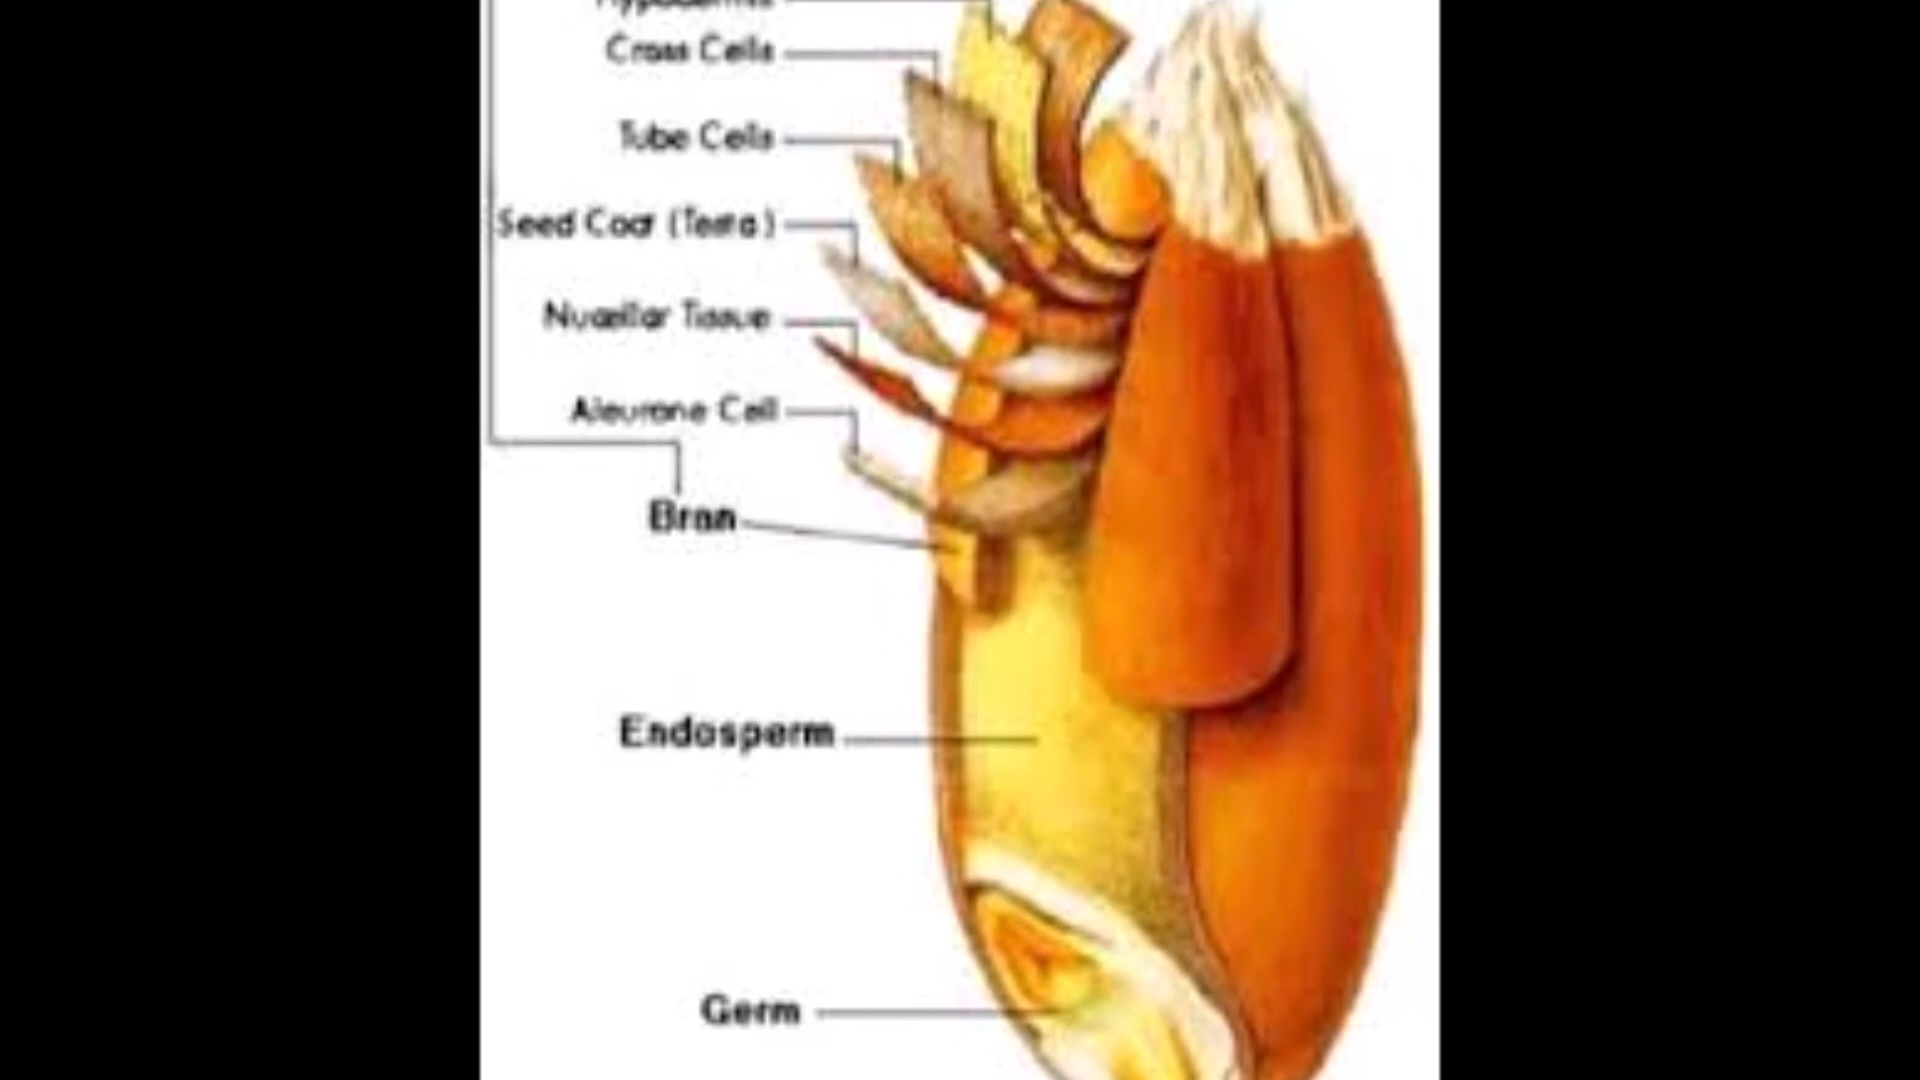 Hypodermis
Cross Cells
Tube Cells
Seed Coat (Testa)
Nucellar Tissue
Aleurone Cell
Bran
Endosperm
Germ